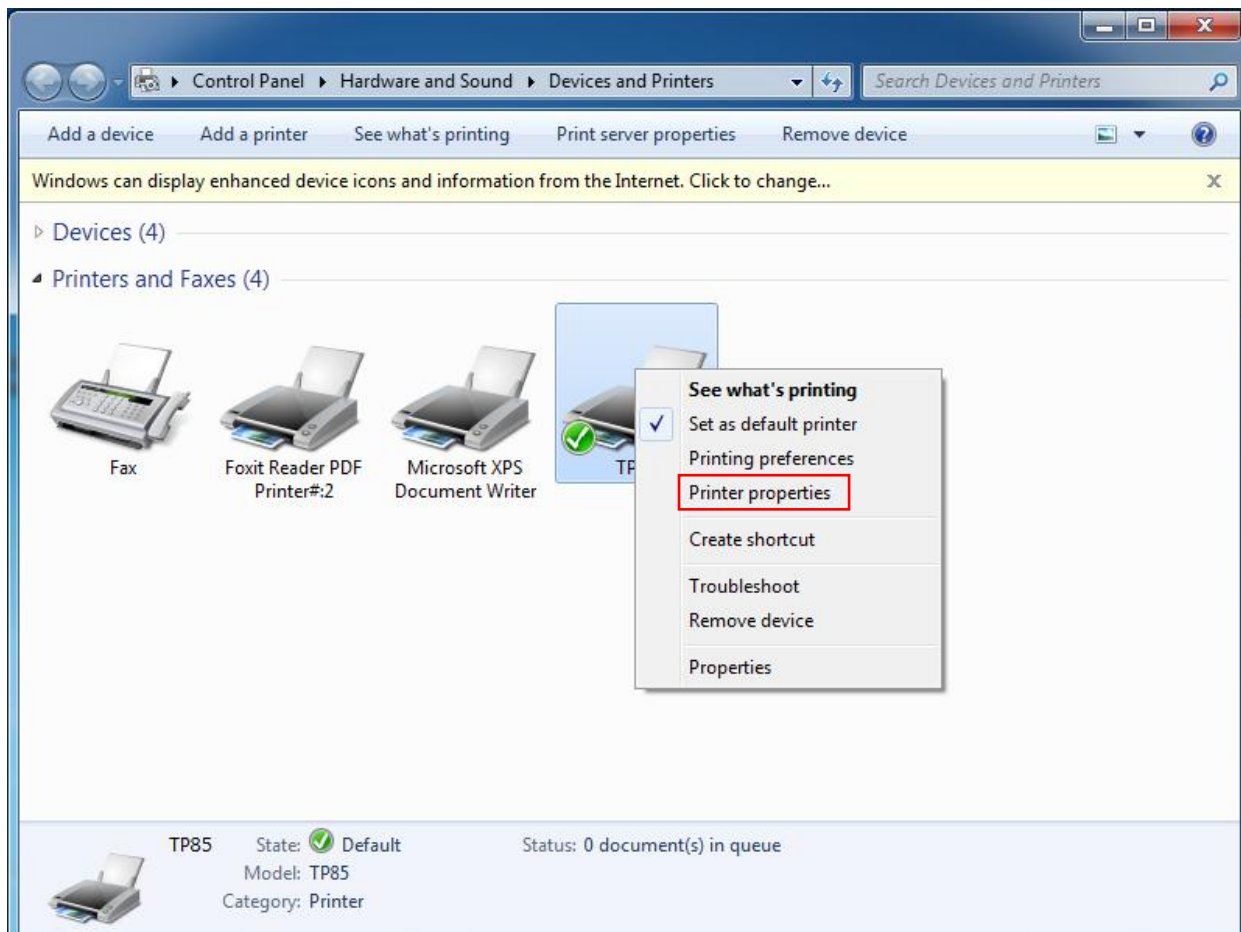 Control Panel Hardware and Sound Devices and Printers Search Devices and Printers
Add a device Add a printer See what's printing Print server properties Remove device
Windows can display enhanced device icons and information from the Internet. Click to change...
Devices (4)
Printers and Faxes (4)
Fax
Foxit Reader PDF
Printer#:2
Microsoft XPS
Document Writer
TP
See what's printing
Set as default printer
Printing preferences
Printer properties
Create shortcut
Troubleshoot
Remove device
Properties
TP85 State: Default Status: 0 document(s) in queue
Model: TP85
Category: Printer